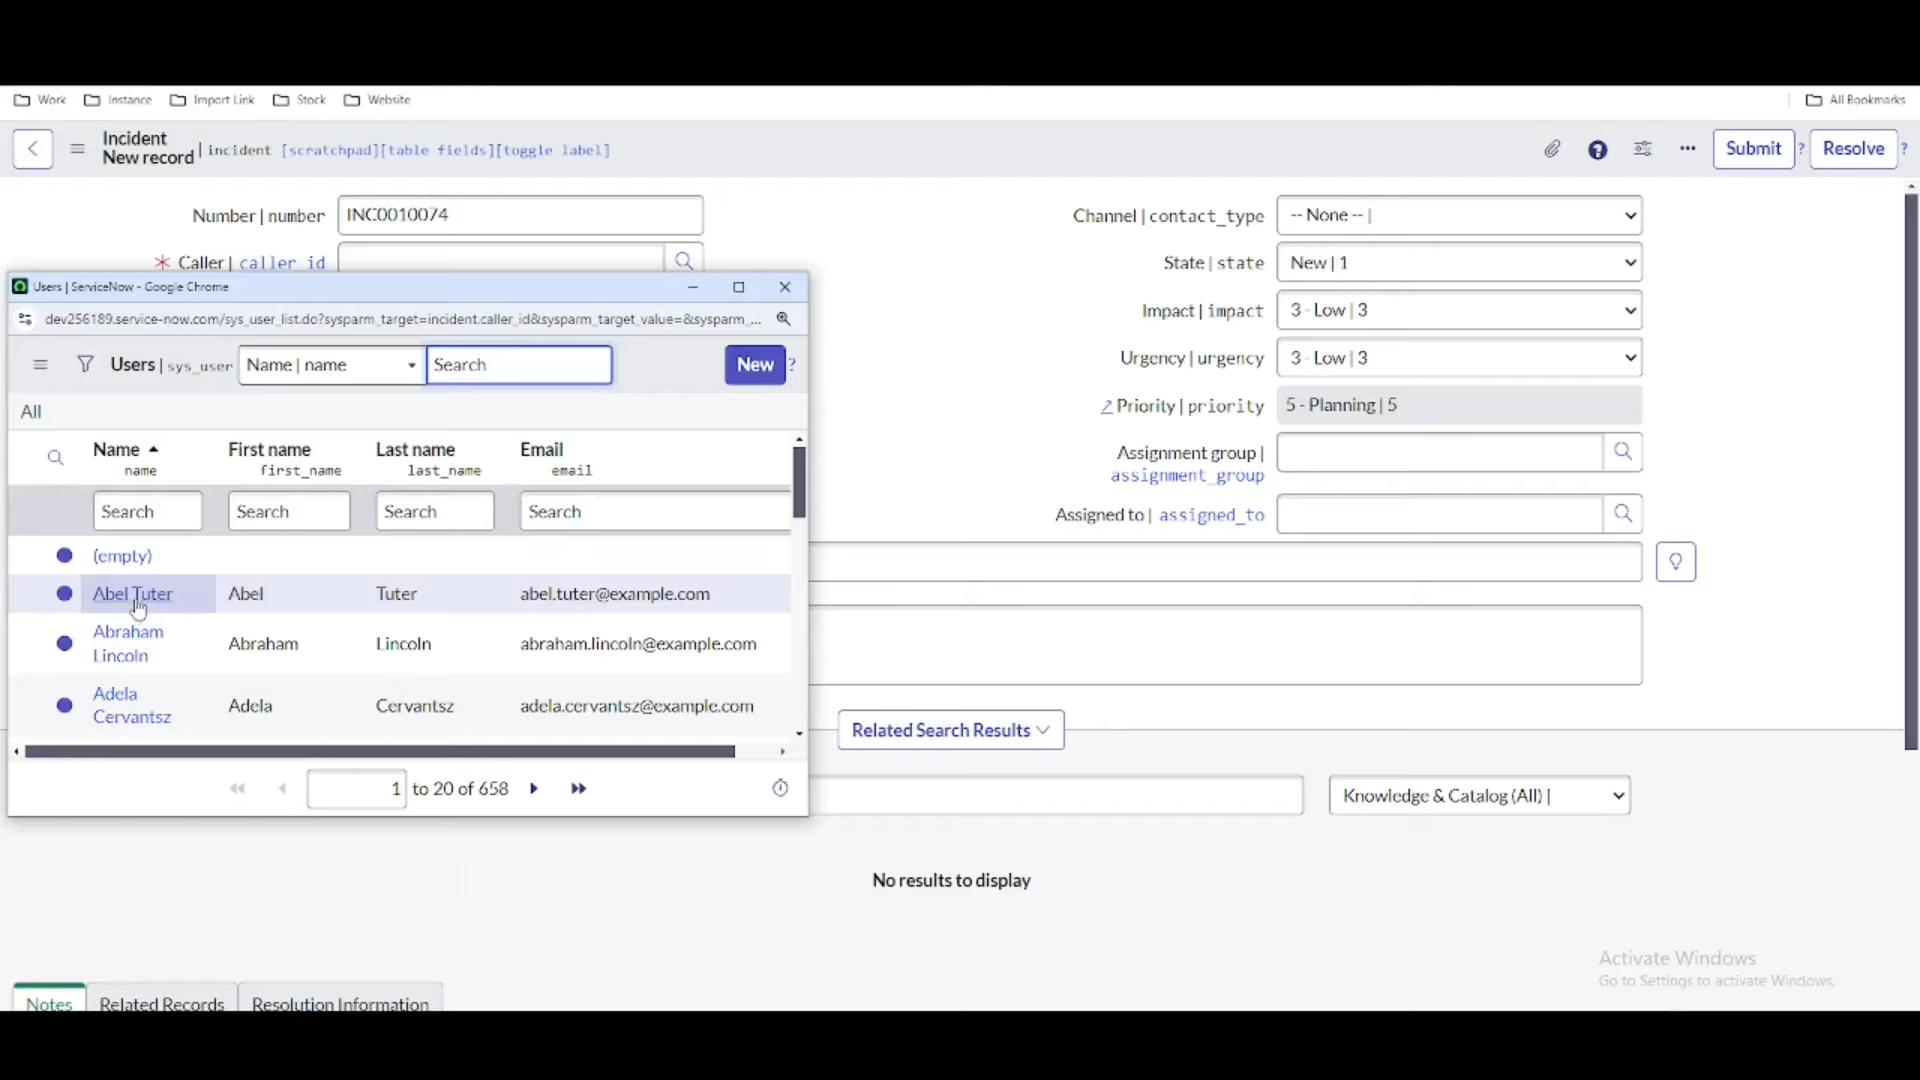 Work Instance Import Link Stock Website All Bookmarks
Incident
New record | incident [scratchpad][table fields][toggle label] Submit ? Resolve ?
Number | number INC0010074 Channel | contact_type -- None -- |
* Caller | caller_id State | state New | 1
Users | ServiceNow - Google Chrome
dev256189.service-now.com/sys_user_list.do?sysparm_target=incident.caller_id&sysparm_target_value=&sysparm_... Impact | impact 3 - Low | 3
Users | sys_user Name | name Search New ? Urgency | urgency 3 - Low | 3
All Priority | priority 5 - Planning | 5
Name First name Last name Email Assignment group |
name first_name last_name email assignment_group
Search Search Search Search Assigned to | assigned_to
(empty)
Abel Tuter Abel Tuter abel.tuter@example.com
Abraham
Lincoln Abraham Lincoln abraham.lincoln@example.com
Adela
Cervantsz Adela Cervantsz adela.cervantsz@example.com
Related Search Results
1 to 20 of 658 Knowledge & Catalog (All) |
No results to display
Activate Windows
Go to Settings to activate Windows.
Notes Related Records Resolution Information